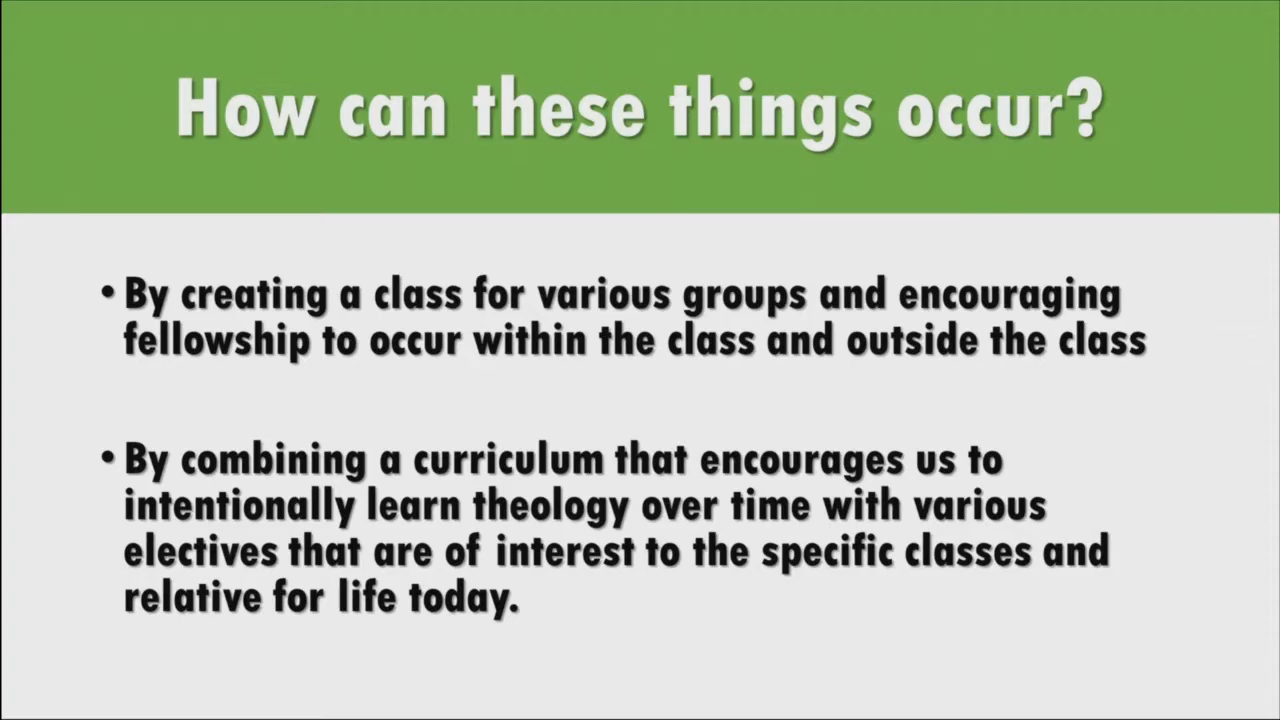 How can these things occur?
• By creating a class for various groups and encouraging
fellowship to occur within the class and outside the class
• By combining a curriculum that encourages us to
intentionally learn theology over time with various
electives that are of interest to the specific classes and
relative for life today.